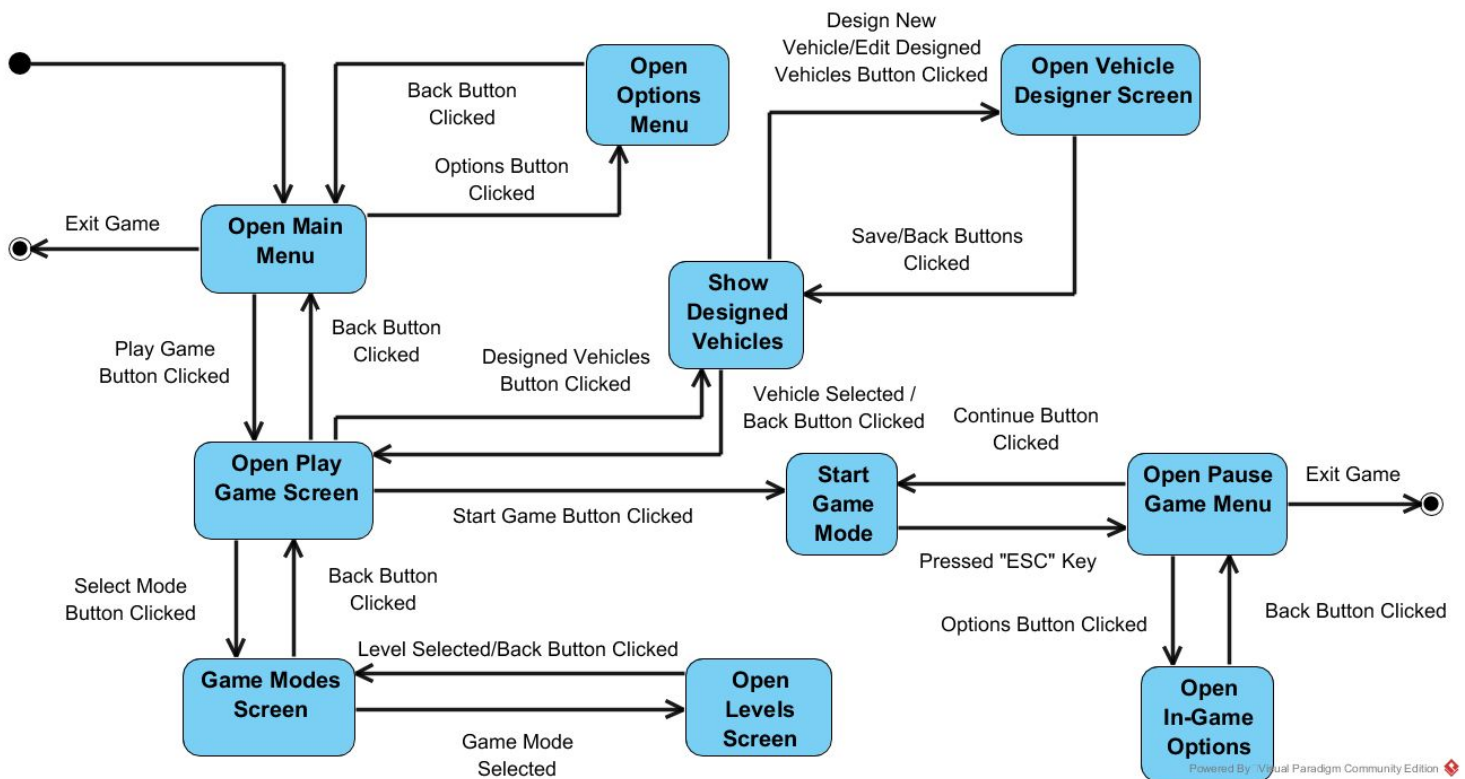 Design New
Vehicle/Edit Designed
Vehicles Button Clicked
Open
Options
Menu
Open Vehicle
Designer Screen
Back Button
Clicked
Options Button
Clicked
Exit Game
Open Main
Menu
Save/Back Buttons
Clicked
Show
Designed
Vehicles
Play Game
Button Clicked
Back Button
Clicked
Designed Vehicles
Button Clicked
Vehicle Selected /
Back Button Clicked
Continue Button
Clicked
Open Play
Game Screen
Start Game Button Clicked
Start
Game
Mode
Open Pause
Game Menu
Exit Game
Pressed "ESC" Key
Select Mode
Button Clicked
Back Button
Clicked
Options Button Clicked
Back Button Clicked
Level Selected/Back Button Clicked
Game Modes
Screen
Open
Levels
Screen
Open
In-Game
Options
Game Mode
Selected
Powered By Visual Paradigm Community Edition